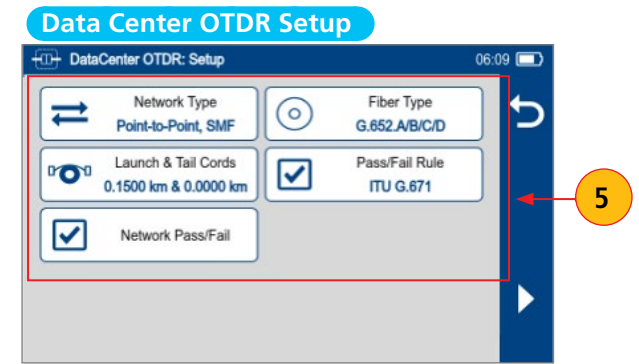 Data Center OTDR Setup
DataCenter OTDR: Setup 06:09
Network Type
Point-to-Point, SMF
Fiber Type
G.652.A/B/C/D
Launch & Tail Cords
0.1500 km & 0.0000 km
Pass/Fail Rule
ITU G.671
Network Pass/Fail
5